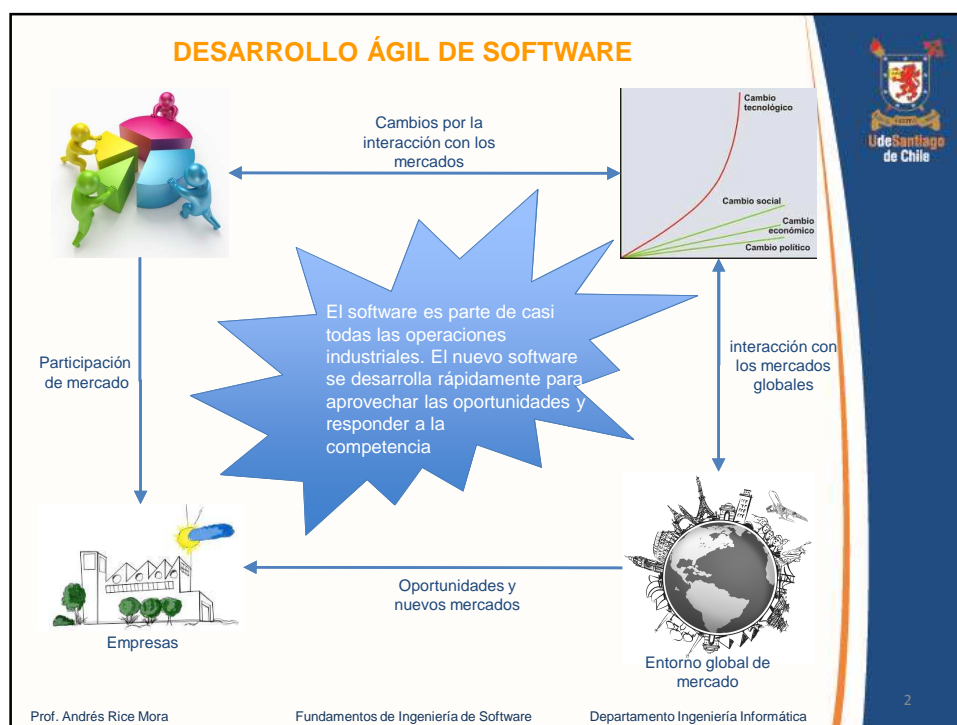 DESARROLLO ÁGIL DE SOFTWARE
UdeSantiago
de Chile
Cambios por la
interacción con los
mercados
Cambio
tecnológico
Cambio social
Cambio
económico
Cambio político
El software es parte de casi
todas las operaciones
industriales. El nuevo software
se desarrolla rápidamente para
aprovechar las oportunidades y
responder a la
competencia
Participación
de mercado
interacción con
los mercados
globales
Oportunidades y
nuevos mercados
Empresas
Entorno global de
mercado
Prof. Andrés Rice Mora
Fundamentos de Ingeniería de Software
Departamento Ingeniería Informática
2